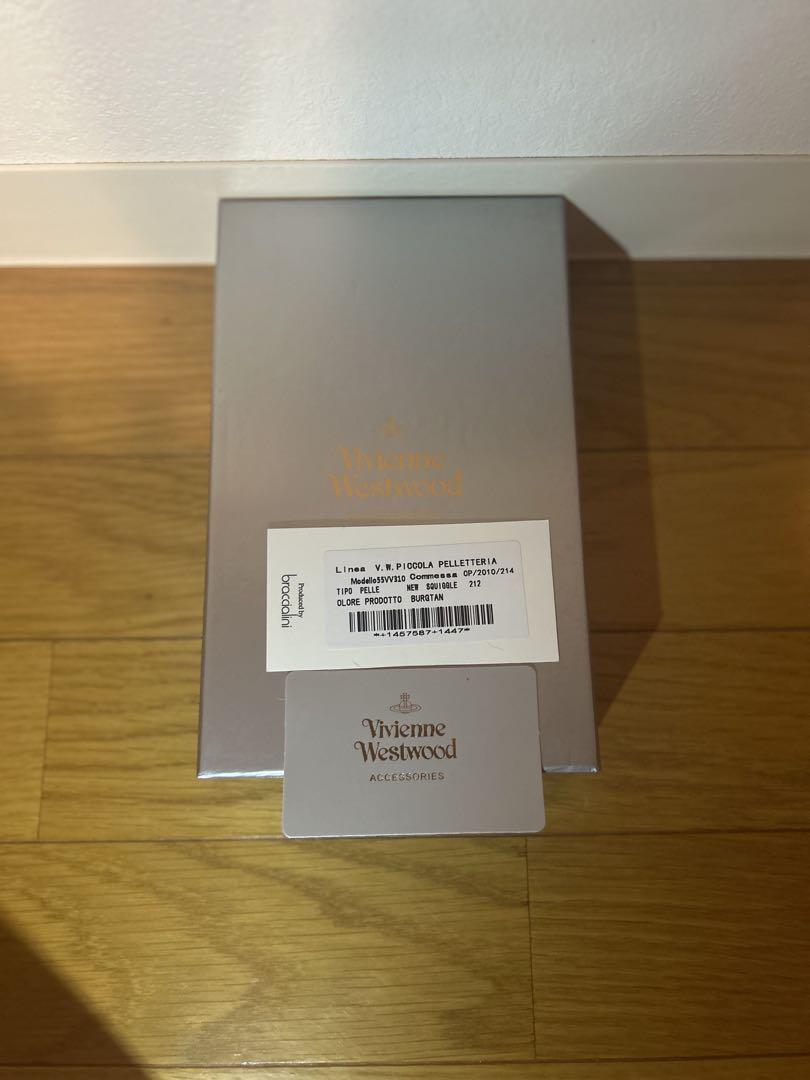 Vivienne
Westwood
Produced by
braccialini
Linea V.W.PICCOLA PELLETTERIA
Modello55VV310 Commessa OP/2010/214
TIPO PELLE NEW SQUIGGLE 212
OLORE PRODOTTO BURGTAN
*+1457587+1447*
Vivienne
Westwood
ACCESSORIES